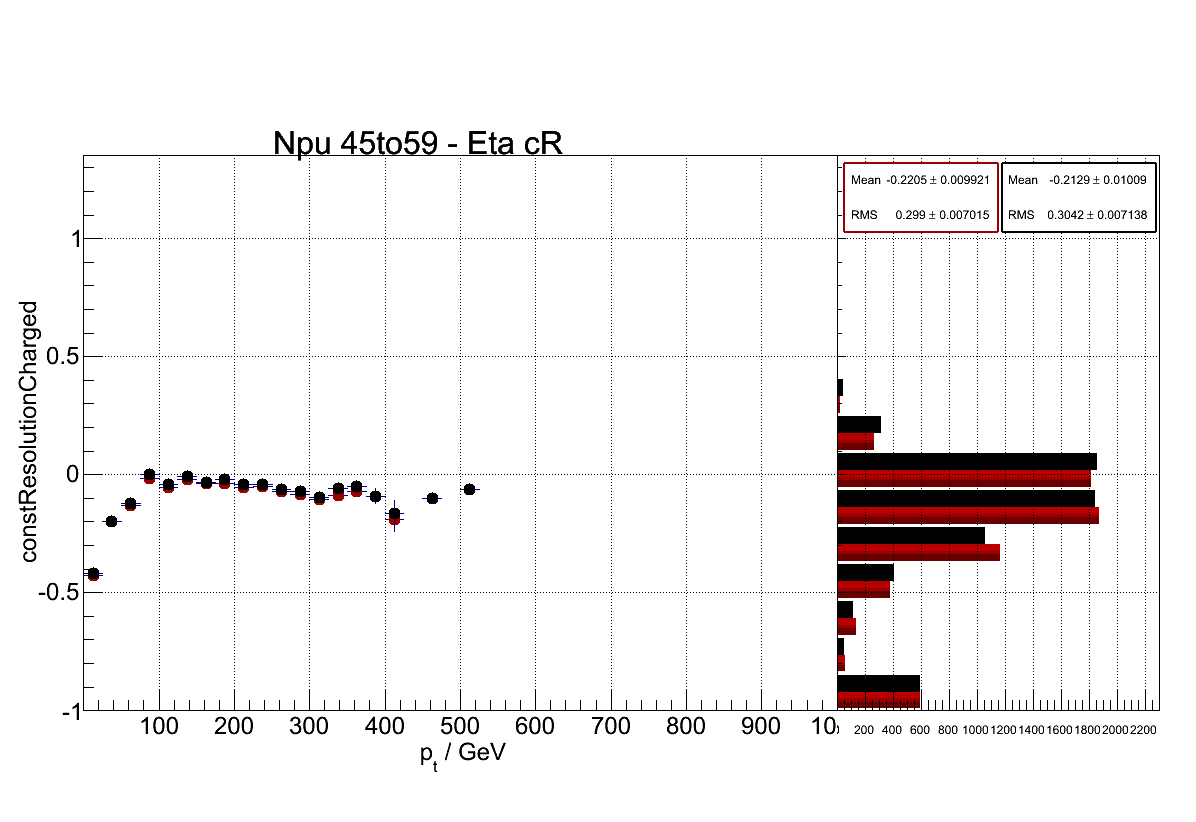 Npu 45to59 - Eta cR
Mean -0.2205 ± 0.009921
RMS 0.299 ± 0.007015
Mean -0.2129 ± 0.01009
RMS 0.3042 ± 0.007138
constResolutionCharged
1
0.5
0
-0.5
-1
100 200 300 400 500 600 700 800 900 10
200 400 600 800 1000 1200 1400 1600 1800 2000 2200
p_t / GeV